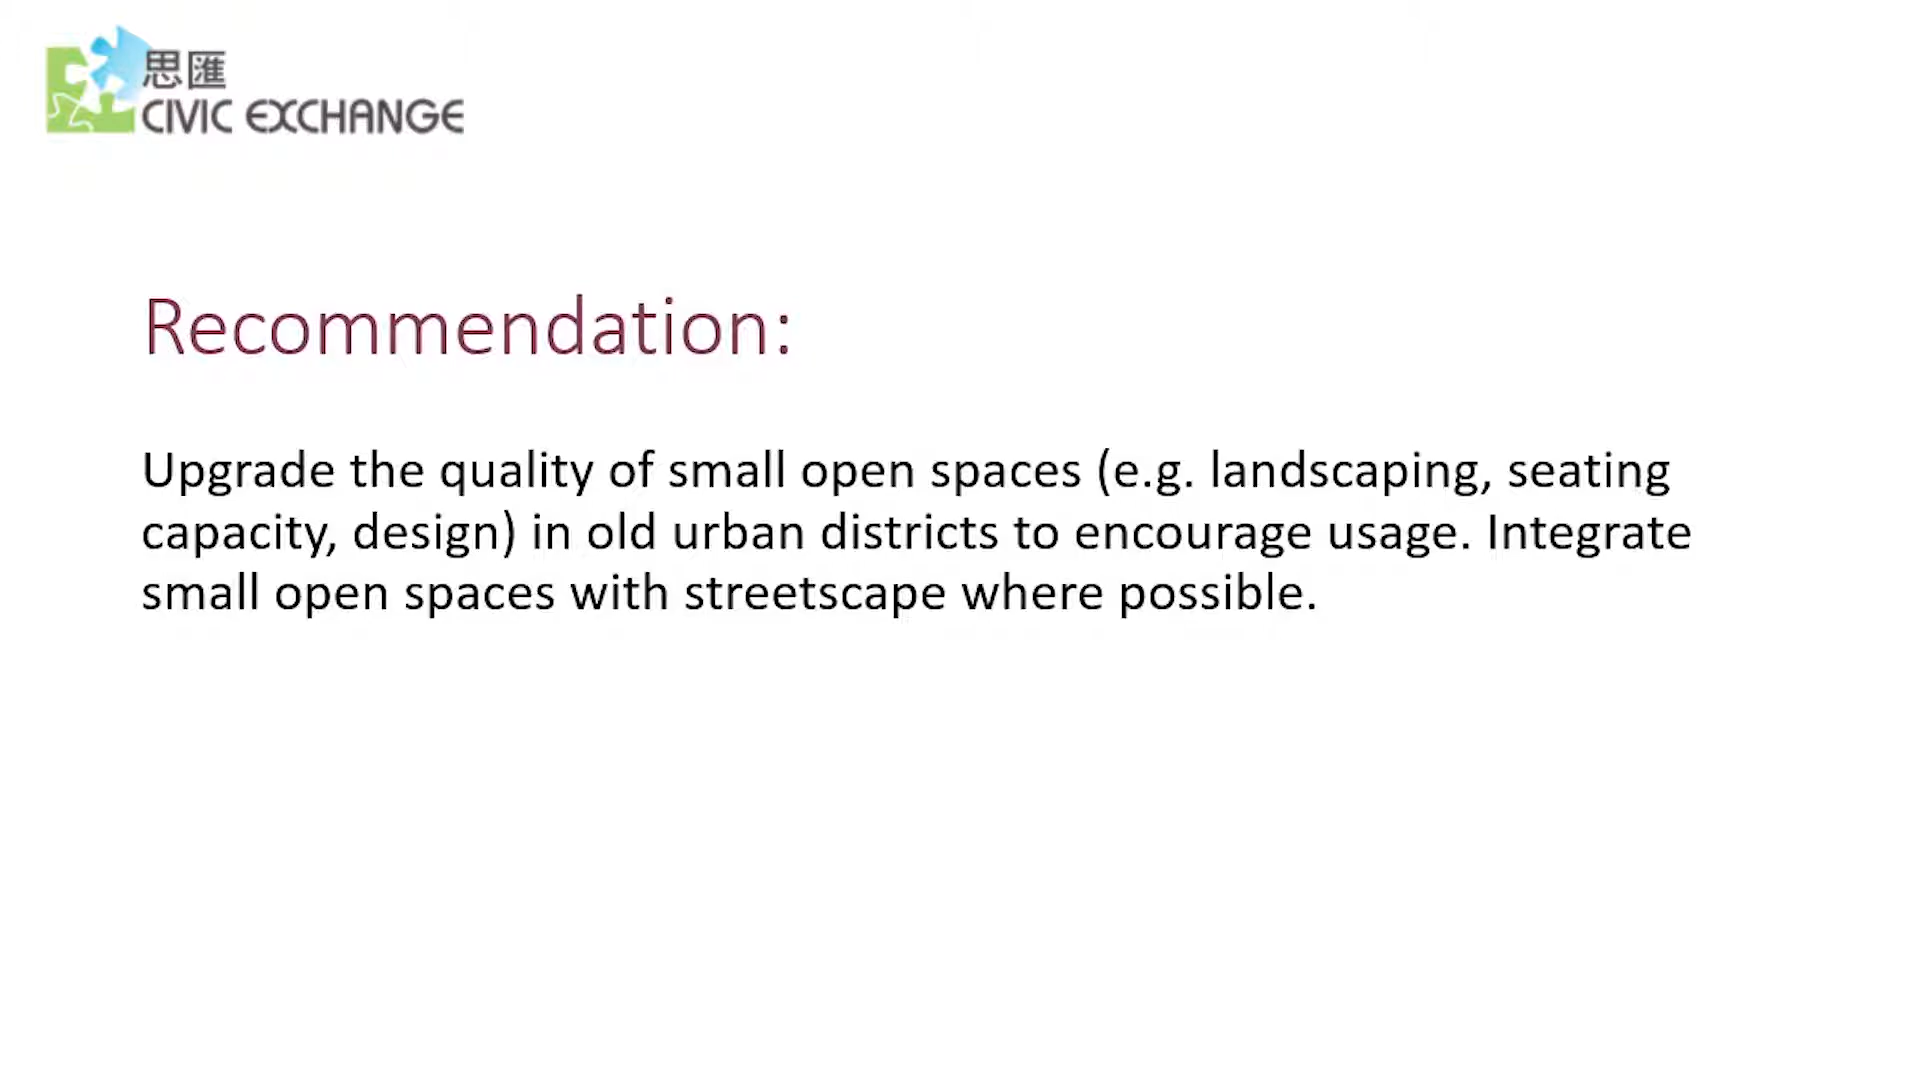 思匯
CIVIC EXCHANGE
Recommendation:
Upgrade the quality of small open spaces (e.g. landscaping, seating
capacity, design) in old urban districts to encourage usage. Integrate
small open spaces with streetscape where possible.